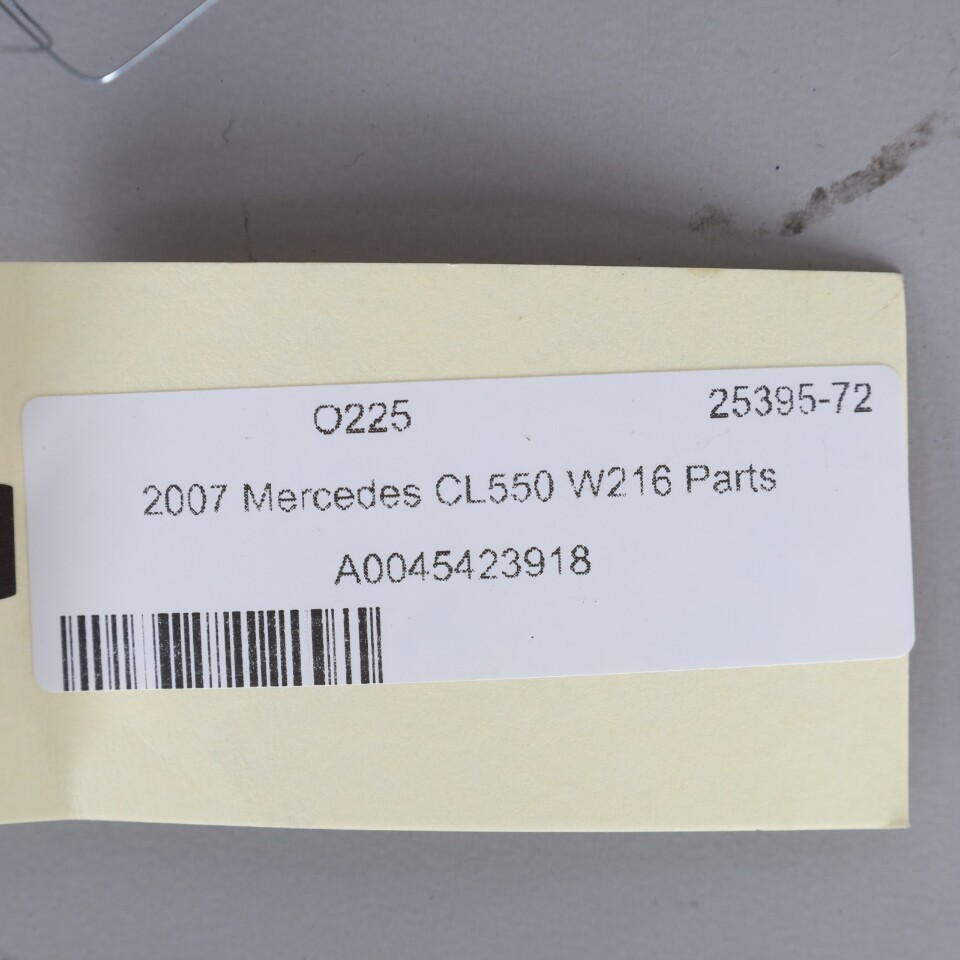 O225 25395-72
2007 Mercedes CL550 W216 Parts
A0045423918